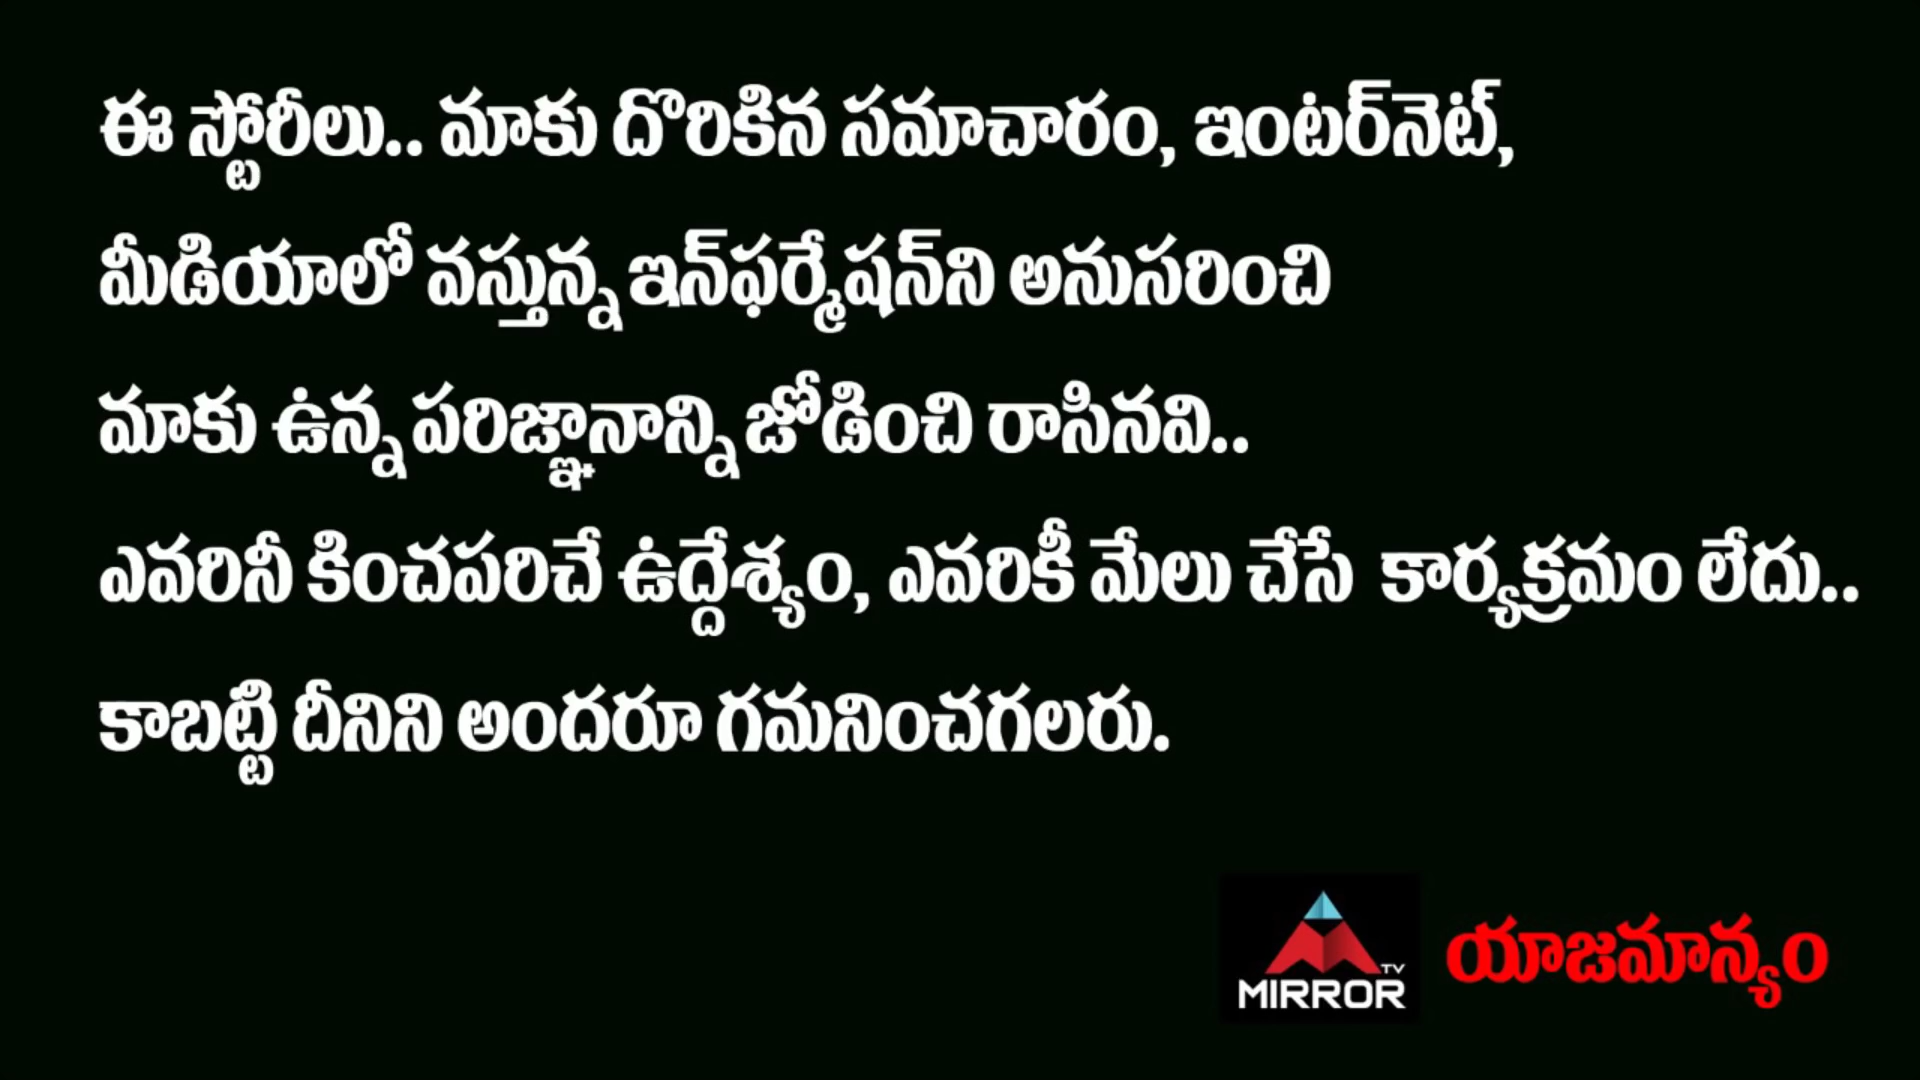 ఈ స్టోరీలు.. మాకు దొరికిన సమాచారం, ఇంటర్‌నెట్,
మీడియాలో వస్తున్న ఇన్‌ఫర్మేషన్‌ని అనుసరించి
మాకు ఉన్న పరిజ్ఞానాన్ని జోడించి రాసినవి..
ఎవరినీ కించపరిచే ఉద్దేశ్యం, ఎవరికీ మేలు చేసే కార్యక్రమం లేదు..
కాబట్టి దీనిని అందరూ గమనించగలరు.
MIRROR TV యాజమాన్యం